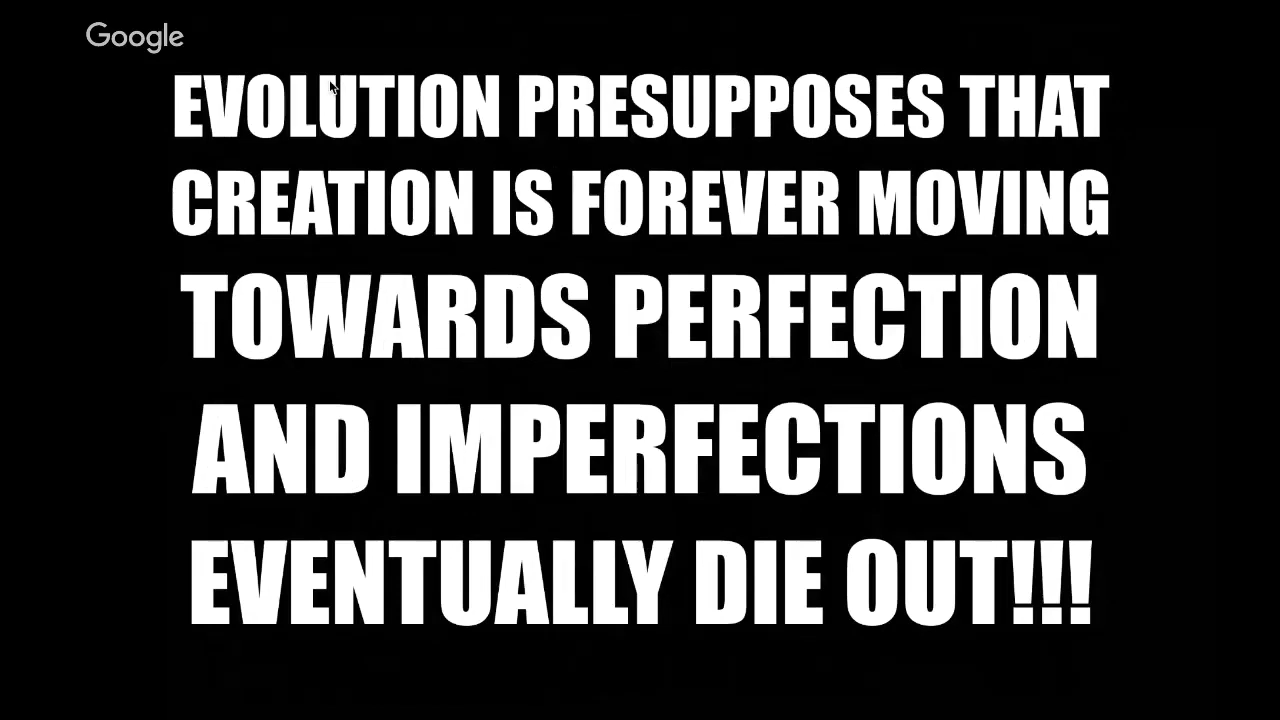 Google
EVOLUTION PRESUPPOSES THAT
CREATION IS FOREVER MOVING
TOWARDS PERFECTION
AND IMPERFECTIONS
EVENTUALLY DIE OUT!!!